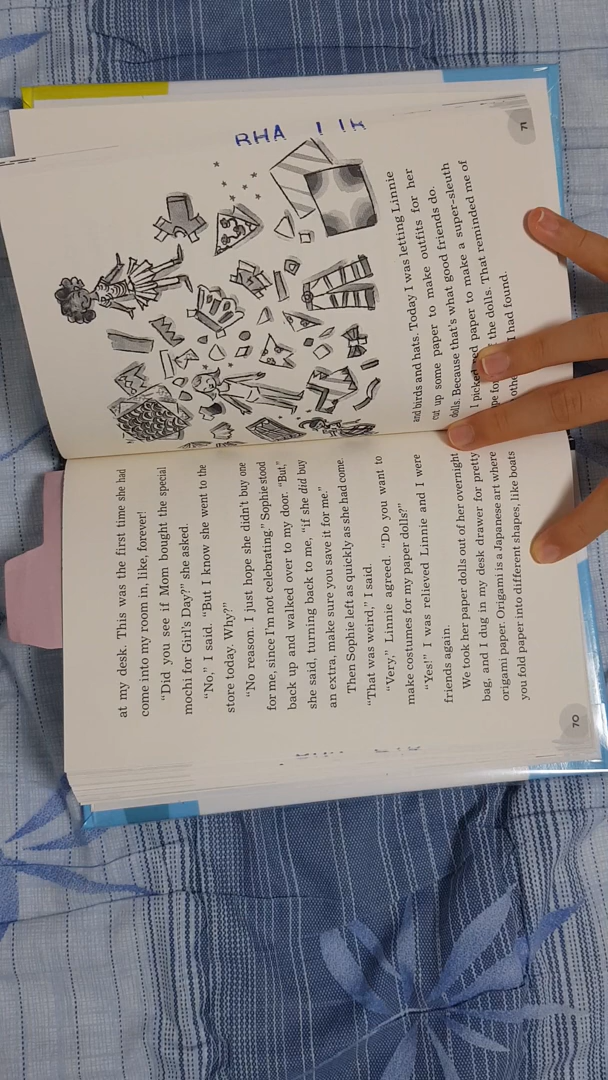 at my desk. This was the first time she had
come into my room in, like, forever!
“Did you see if Mom bought the special
mochi for Girl’s Day?” she asked.
“No,” I said. “But I know she went to the
store today. Why?”
“No reason. I just hope she didn’t buy one
for me, since I’m not celebrating.” Sophie stood
back up and walked over to my door. “But,”
she said, turning back to me, “if she did buy
an extra, make sure you save it for me.”
Then Sophie left as quickly as she had come.
“That was weird,” I said.
“Very,” Linnie agreed. “Do you want to
make costumes for my paper dolls?”
“Yes!” I was relieved Linnie and I were
friends again.
We took her paper dolls out of her overnight
bag, and I dug in my desk drawer for pretty
origami paper. Origami is a Japanese art where
you fold paper into different shapes, like boats
70
RHA
and birds and hats. Today I was letting Linnie
cut up some paper to make outfits for her
dolls. Because that’s what good friends do.
I picked red paper to make a super-sleuth
the dolls. That reminded me of
I had found.
71